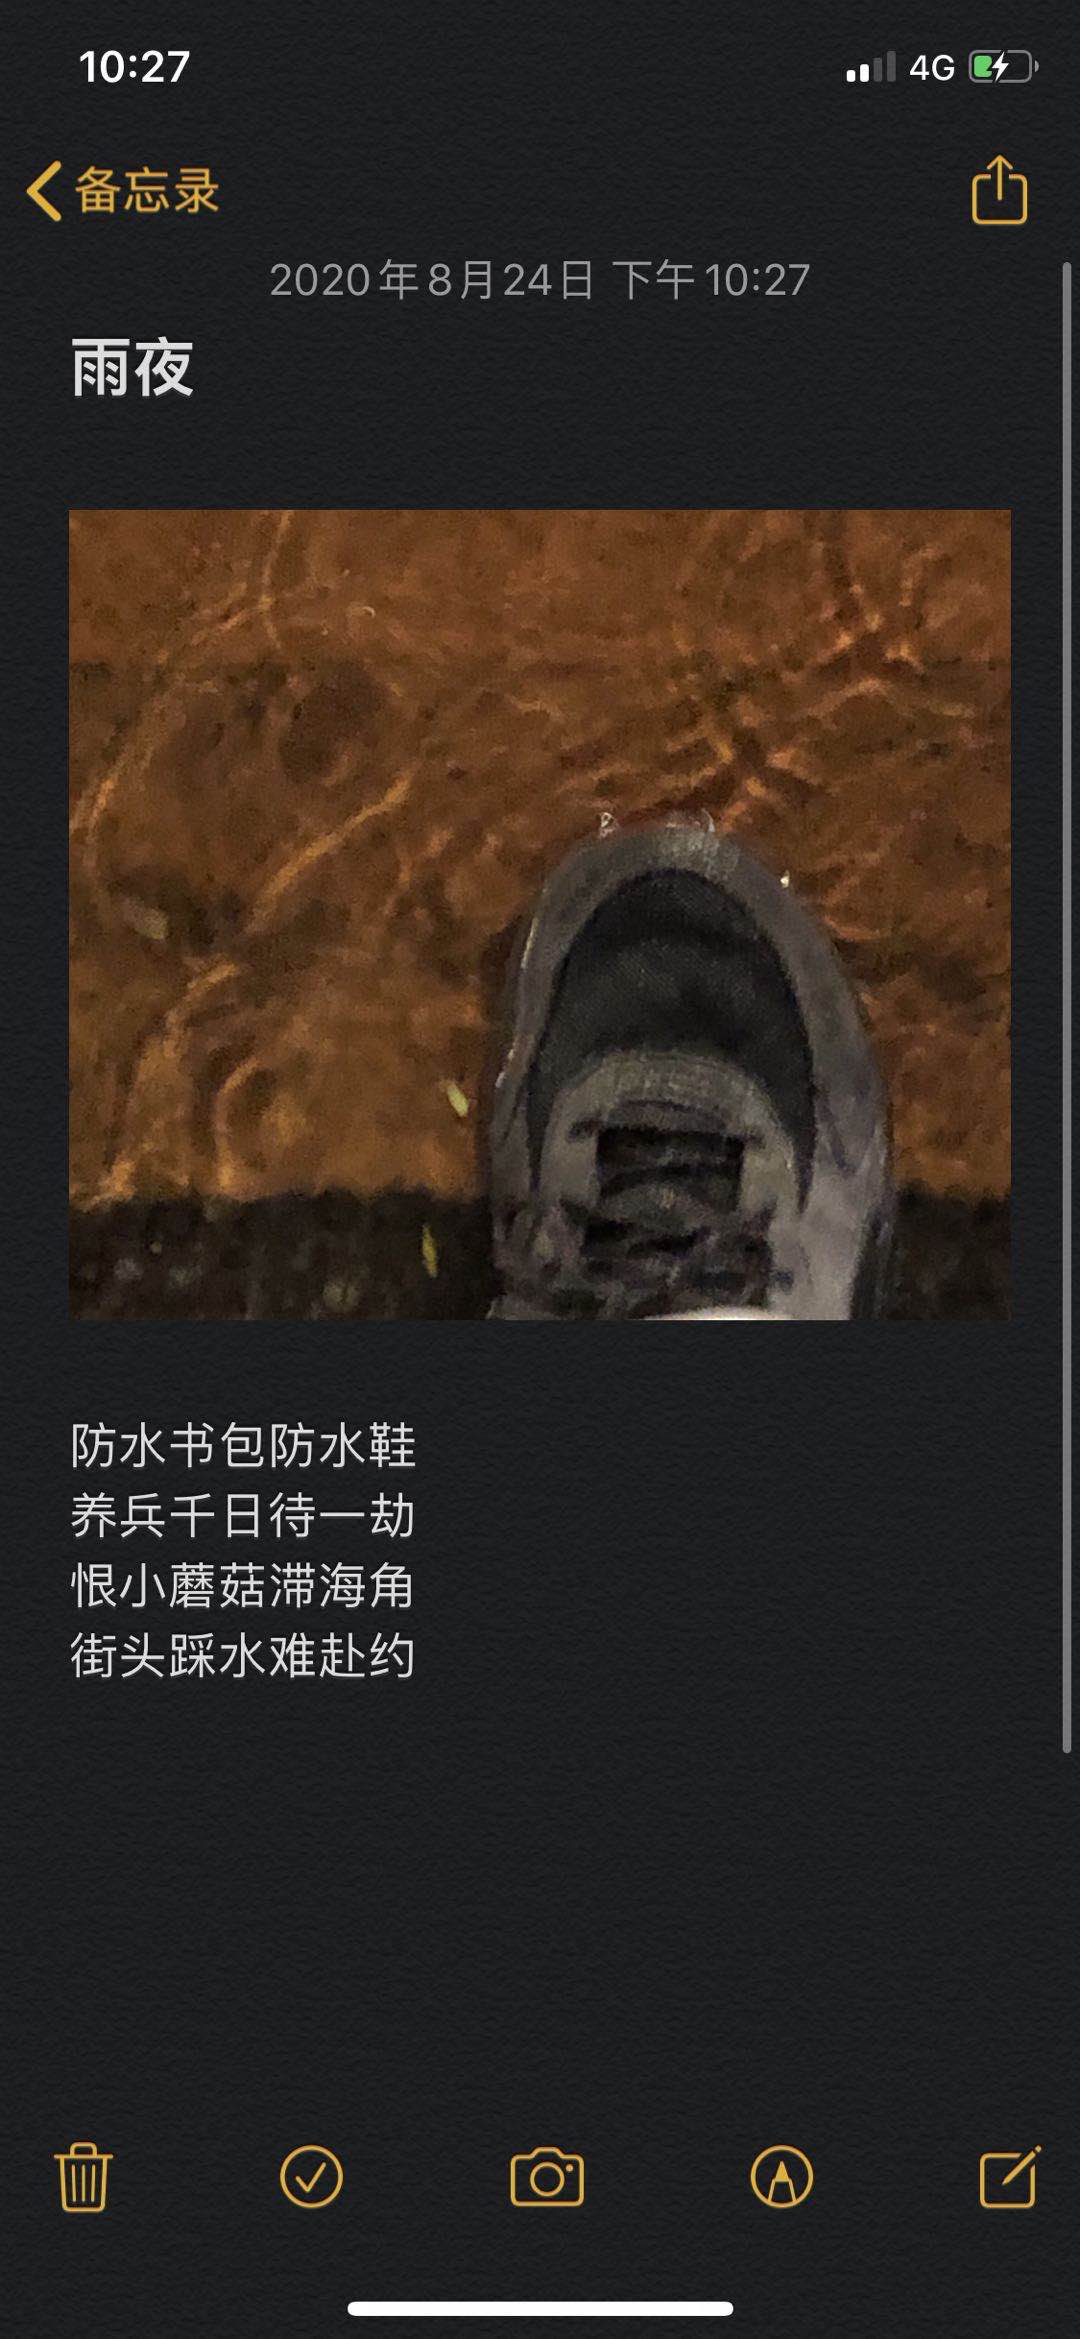 10:27
4G
备忘录
2020年8月24日 下午10:27
雨夜
防水书包防水鞋
养兵千日待一劫
恨小蘑菇滞海角
街头踩水难赴约